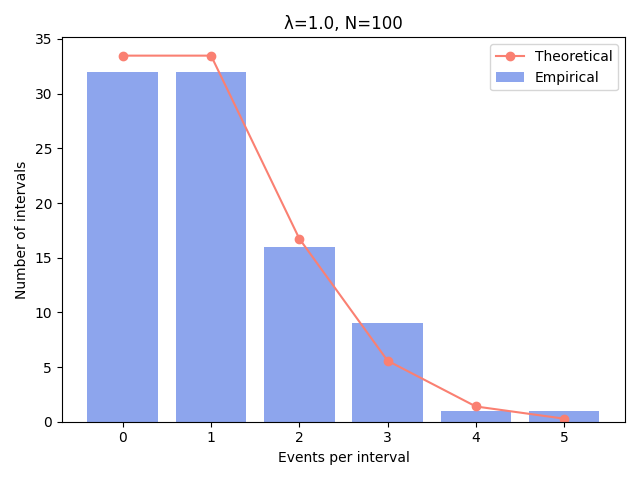 λ=1.0, N=100
Number of intervals
35
30
25
20
15
10
5
0
Theoretical
Empirical
0 1 2 3 4 5
Events per interval